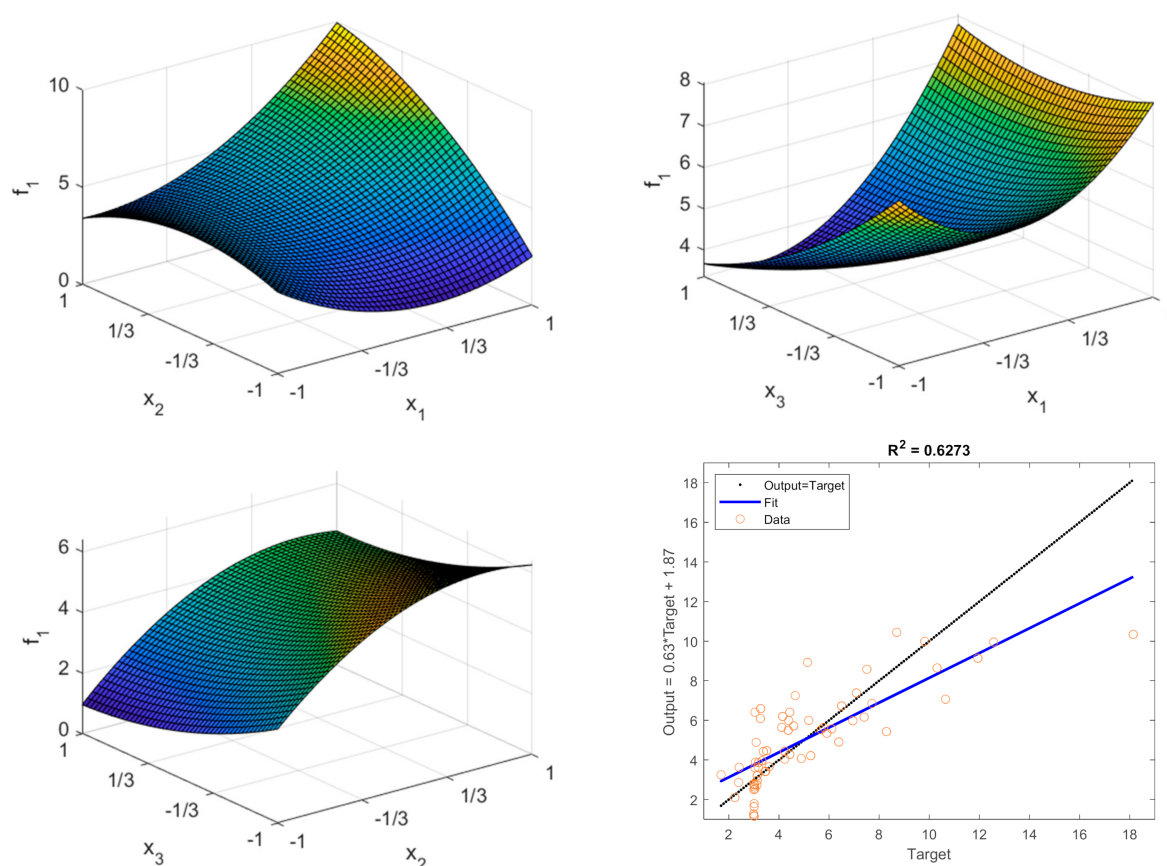 10
5
0
f1
1
1/3
-1/3
-1
x2
-1
-1/3
1/3
1
x1
8
7
6
5
4
f1
1
1/3
-1/3
-1
x3
-1
-1/3
1/3
1
x1
6
4
2
0
f1
1
1/3
-1/3
-1
x3
-1
-1/3
1/3
1
x2
R2 = 0.6273
Output=Target
Fit
Data
Output = 0.63*Target + 1.87
18
16
14
12
10
8
6
4
2
2 4 6 8 10 12 14 16 18
Target